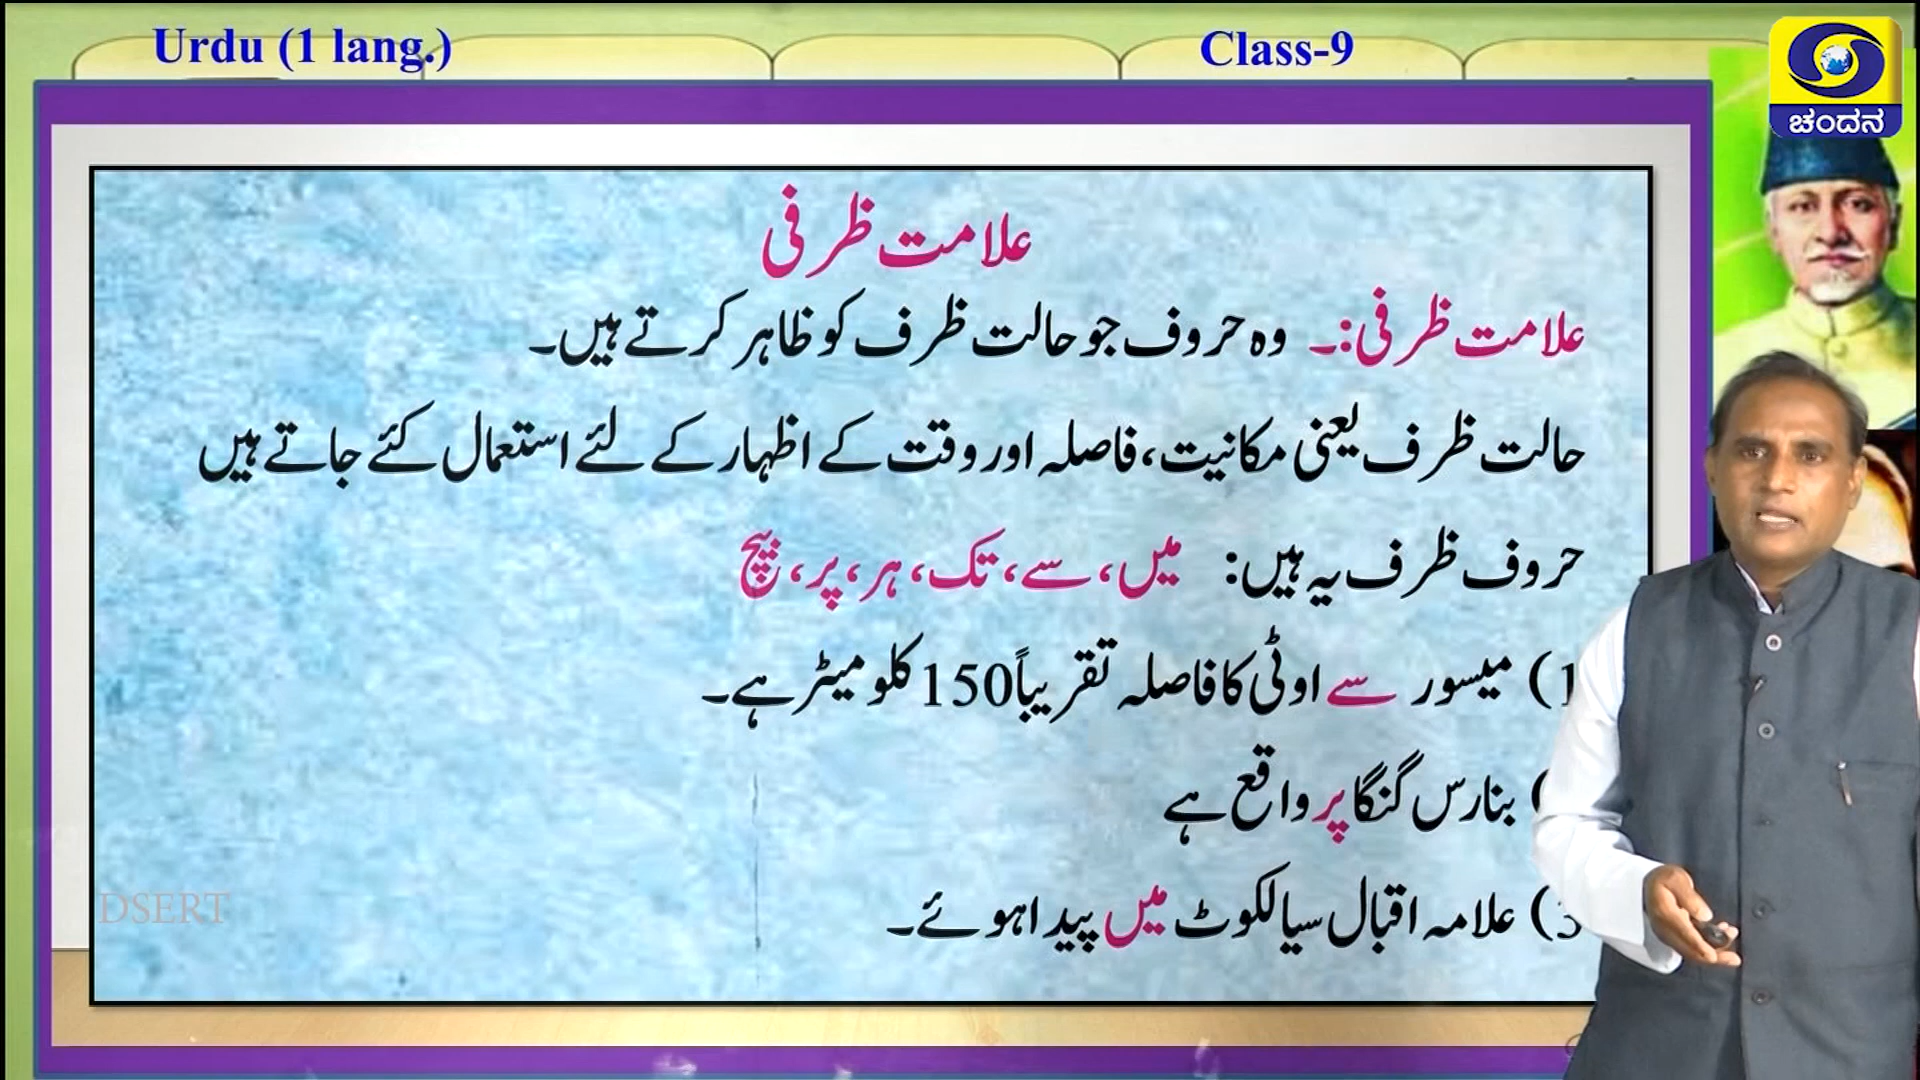 Urdu (1 lang.)
Class-9
ಚಂದನ
علامت ظرفی
علامت ظرفی:۔ وہ حروف جو حالت ظرف کو ظاہر کرتے ہیں۔
حالت ظرف یعنی مکانیت، فاصلہ اور وقت کے اظہار کے لئے استعمال کئے جاتے ہیں
حروف ظرف یہ ہیں: میں، سے، تک، ہر، پر، بیچ
1) میسور سے اوٹی کا فاصلہ تقریباً 150 کلو میٹر ہے۔
) بنارس گنگا پر واقع ہے
3) علامہ اقبال سیالکوٹ میں پیدا ہوئے۔
DSERT